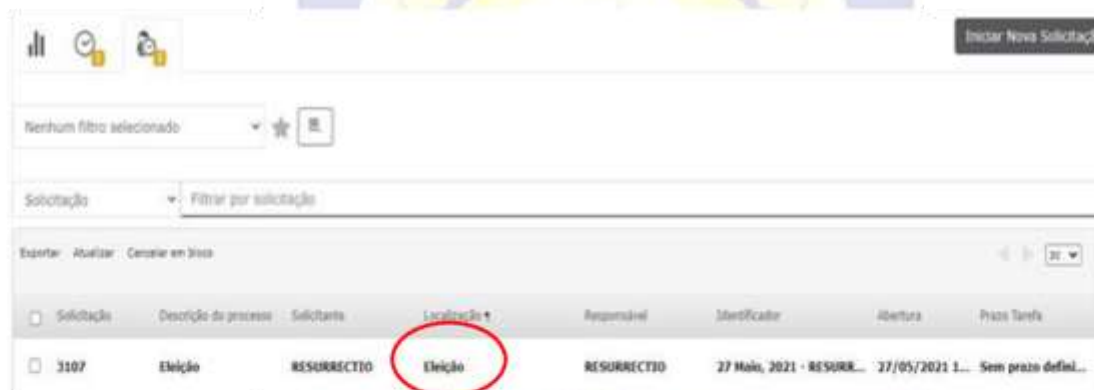 Iniciar Nova Solicitaçã
Nenhum filtro selecionado
Solicitação Filtrar por solicitação
Exportar Atualizar Cancelar em bloco
Solicitação Descrição do processo Solicitante Localização Responsável Identificador Abertura Prazo Tarefa
3107 Eleição RESURRECTIO Eleição RESURRECTIO 27 Maio, 2021 - RESURR... 27/05/2021 1... Sem prazo defini...